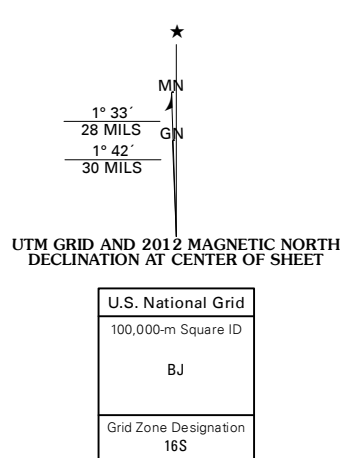 ★
MN
1° 33´
28 MILS
GN
1° 42´
30 MILS
UTM GRID AND 2012 MAGNETIC NORTH
DECLINATION AT CENTER OF SHEET
U.S. National Grid
100,000-m Square ID
BJ
Grid Zone Designation
16S